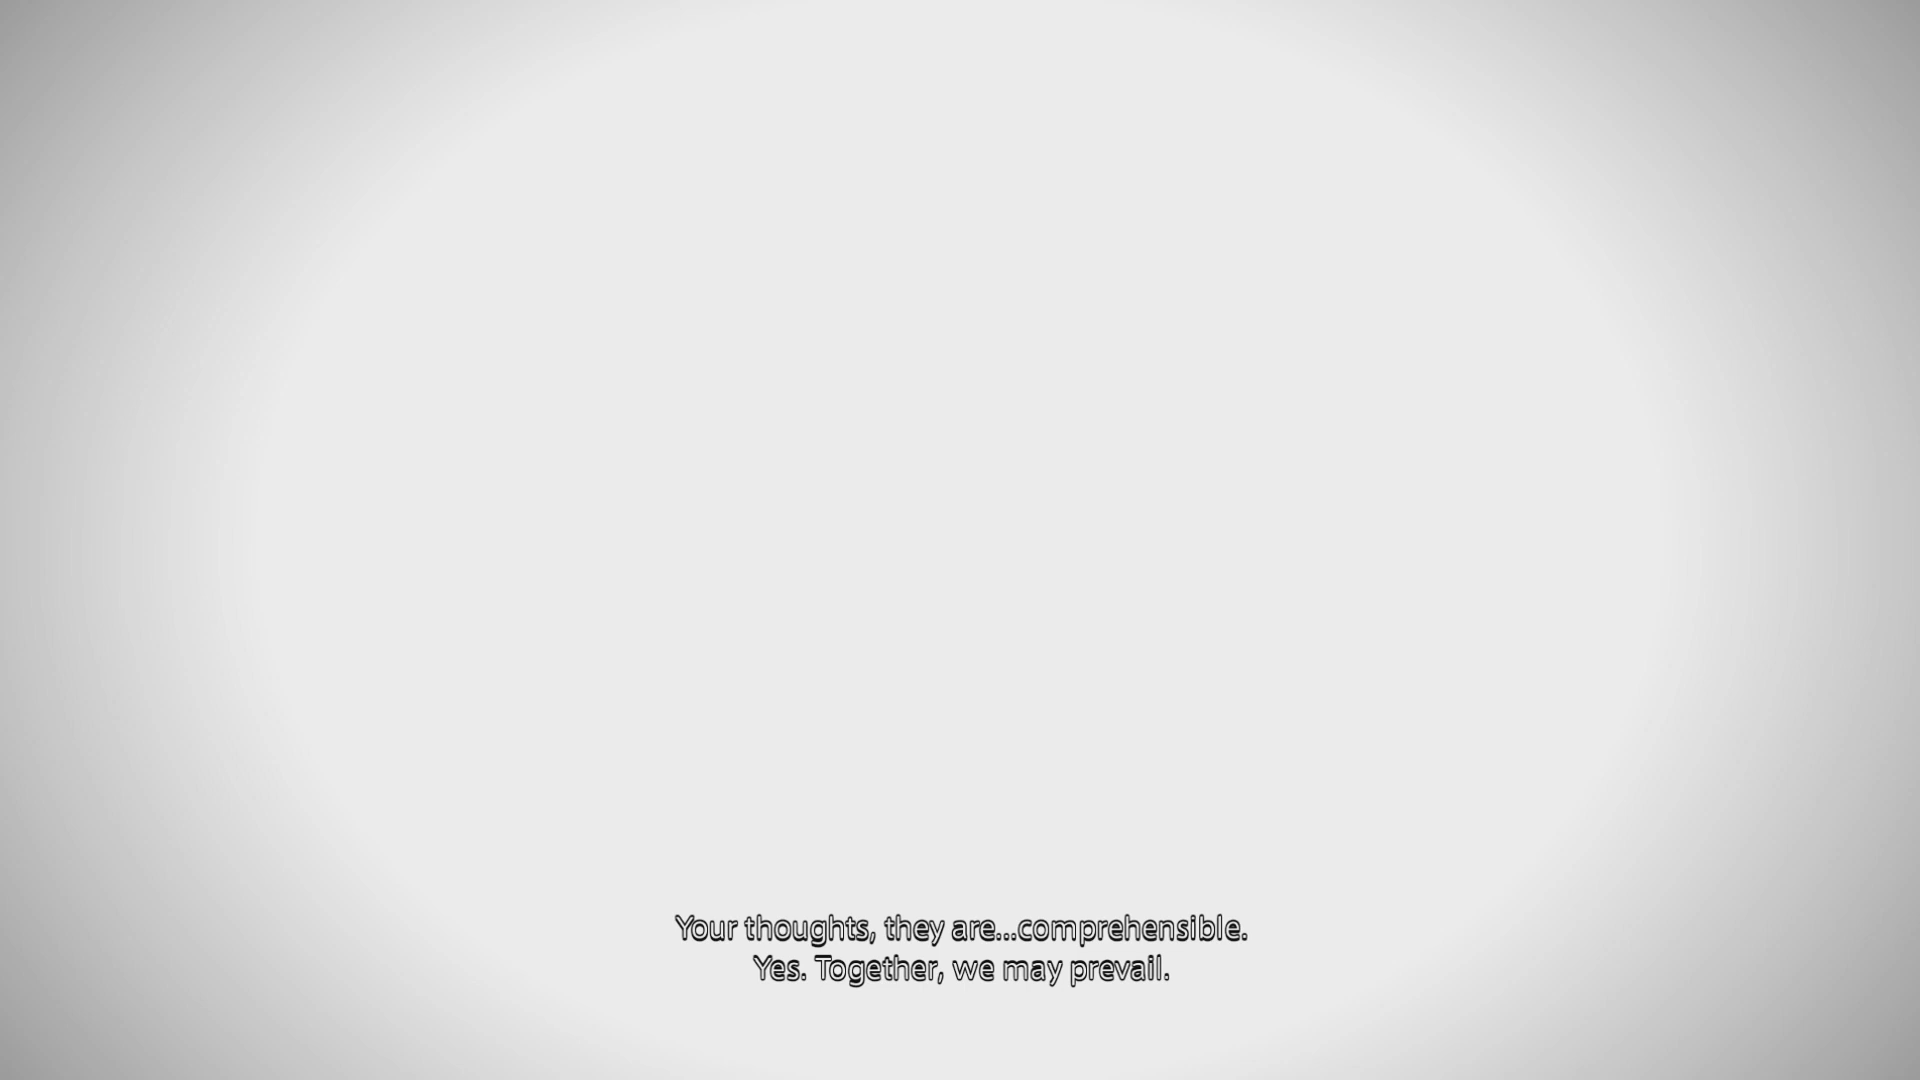 Your thoughts, they are...comprehensible.
Yes. Together, we may prevail.